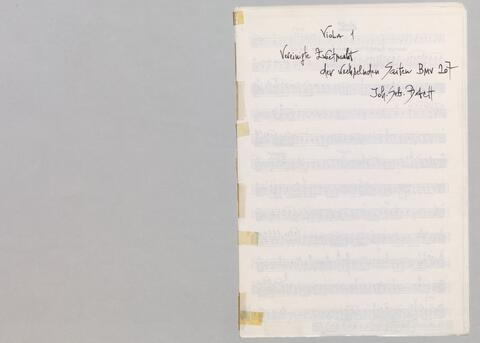 Viola 1
Vereinigte Zwietracht
der wechselnden Saiten BWV 207
Joh. Seb. Bach